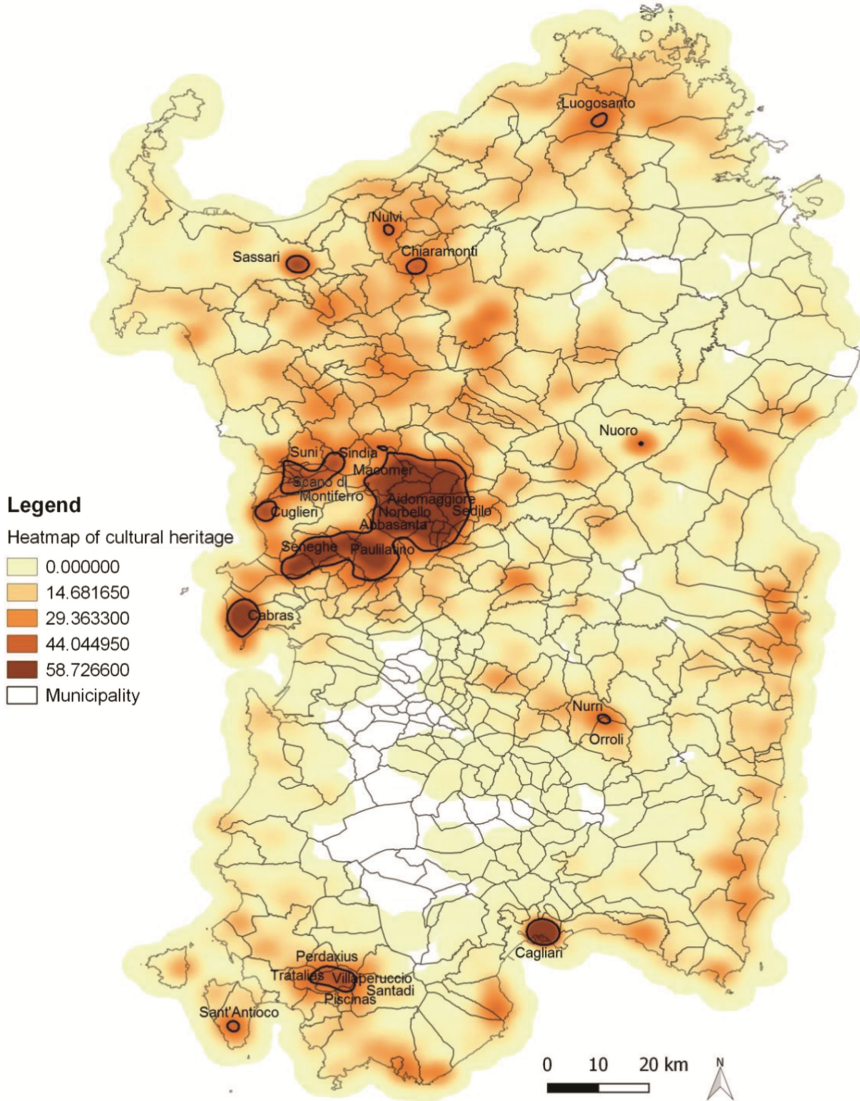 Luogosanto
Nulvi
Sassari
Chiaramonti
Nuoro
Suni
Sindia
Macomer
Scano di
Montiferro
Aidomaggiore
Cuglieri
Norbello
Sedilo
Abbasanta
Seneghe
Paulilatino
Cabras
Nurri
Orroli
Cagliari
Perdaxius
Tratalias
Villaperuccio
Santadi
Piscinas
Sant'Antioco
Legend
Heatmap of cultural heritage
0.000000
14.681650
29.363300
44.044950
58.726600
Municipality
0 10 20 km
N